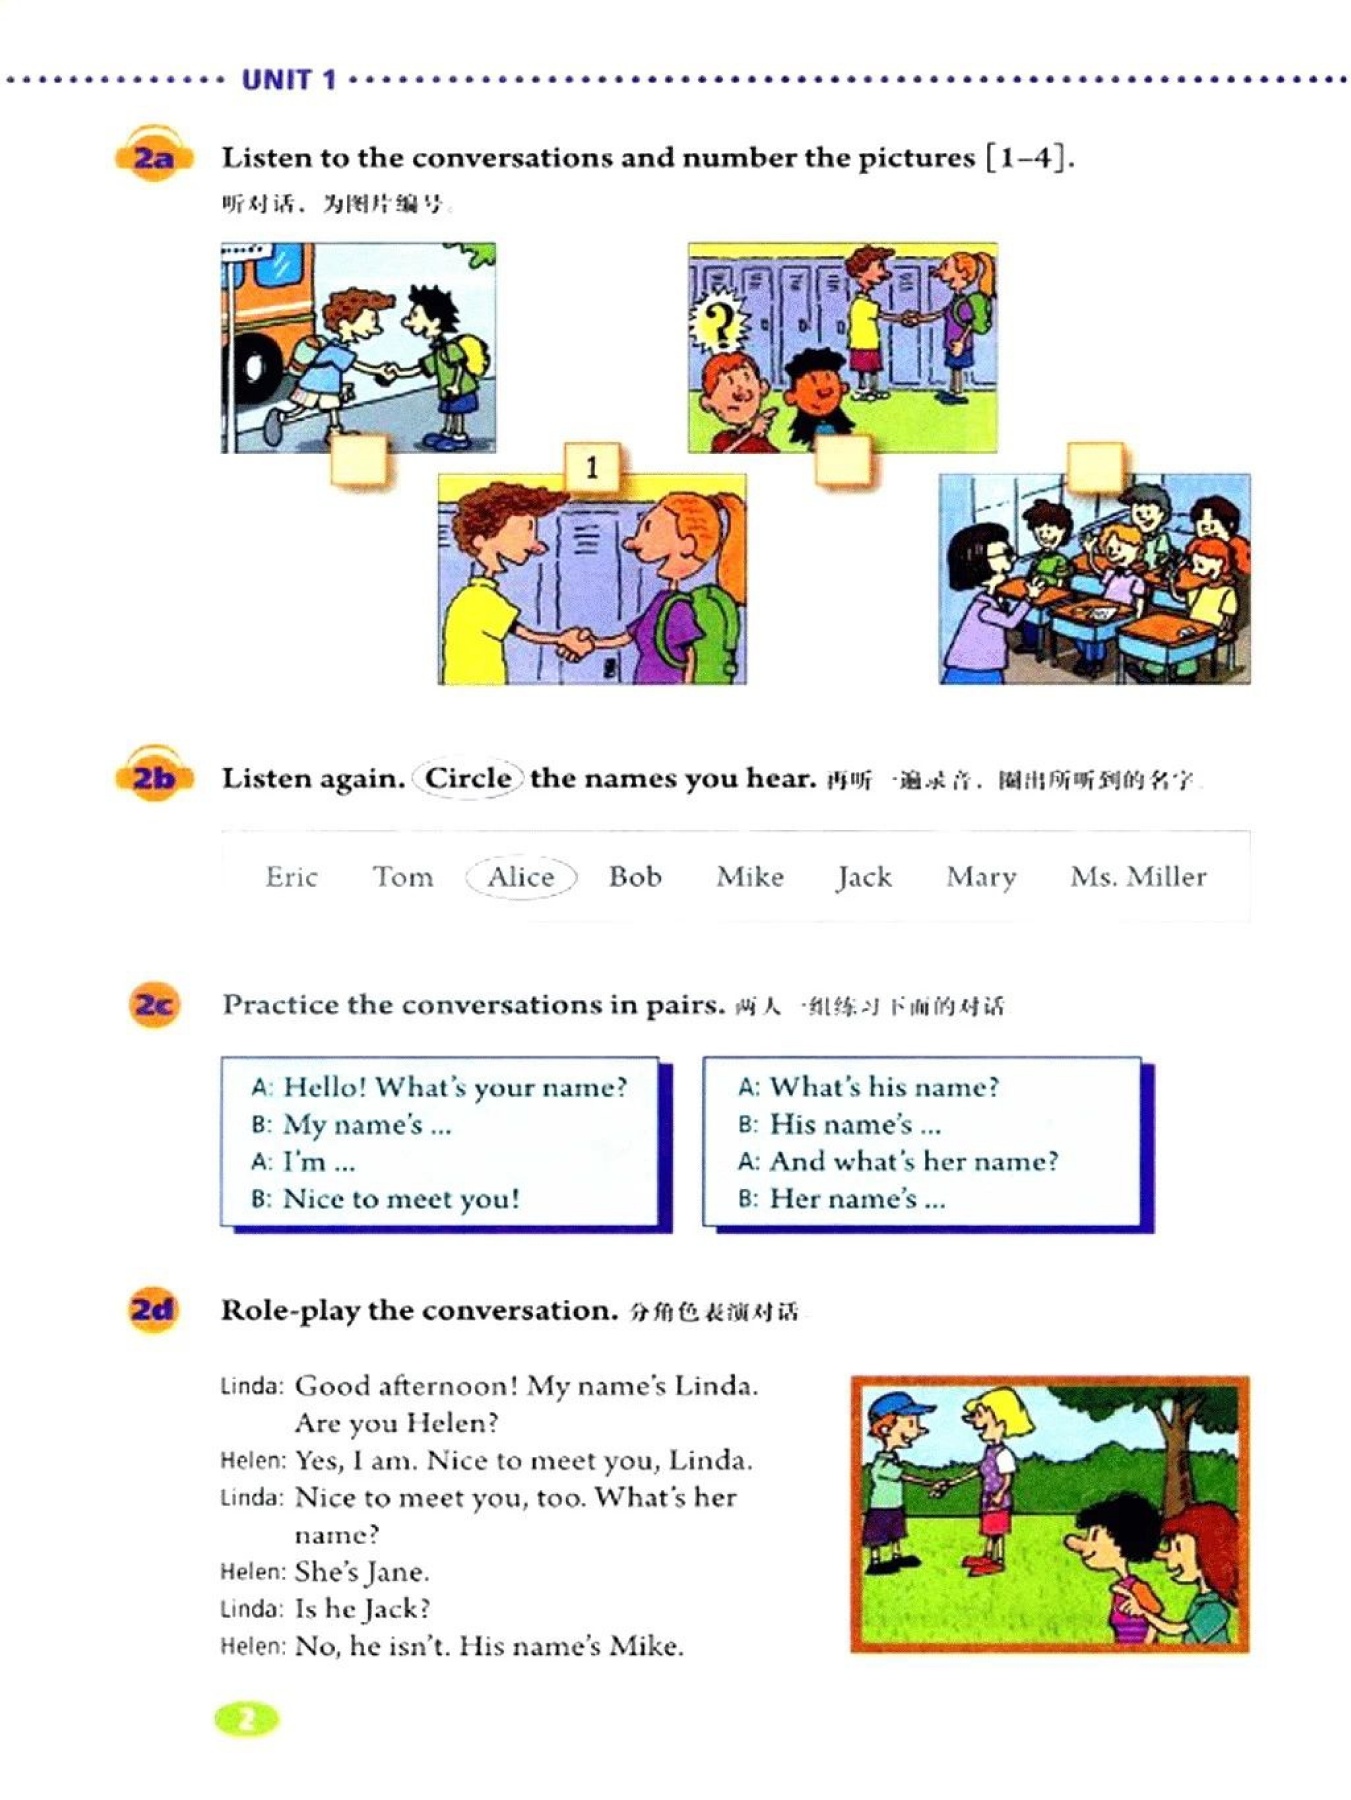 UNIT 1
2a Listen to the conversations and number the pictures [1–4].
听对话，为图片编号。
?
1
2b Listen again. Circle the names you hear. 再听一遍录音，圈出所听到的名字。
Eric Tom Alice Bob Mike Jack Mary Ms. Miller
2c Practice the conversations in pairs. 两人一组练习下面的对话
A: Hello! What's your name?
B: My name's ...
A: I'm ...
B: Nice to meet you!
A: What's his name?
B: His name's ...
A: And what's her name?
B: Her name's ...
2d Role-play the conversation. 分角色表演对话
Linda: Good afternoon! My name's Linda.
Are you Helen?
Helen: Yes, I am. Nice to meet you, Linda.
Linda: Nice to meet you, too. What's her
name?
Helen: She's Jane.
Linda: Is he Jack?
Helen: No, he isn't. His name's Mike.
2